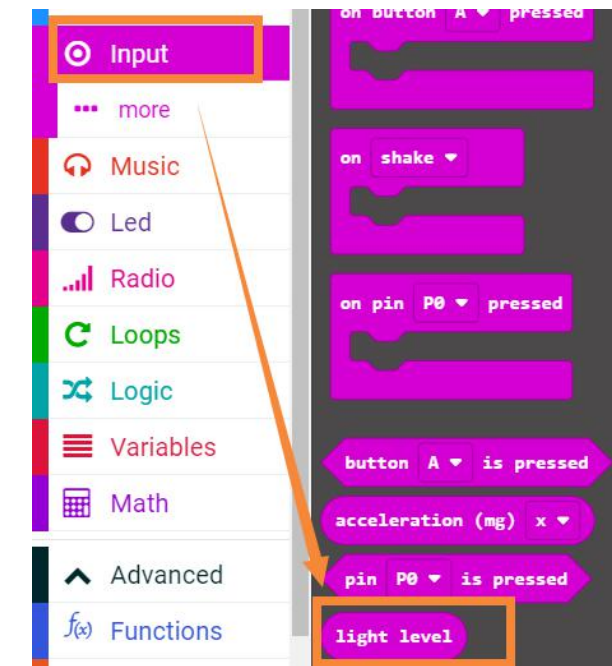 Input
more
Music
Led
Radio
Loops
Logic
Variables
Math
Advanced
f(x) Functions
on button A pressed
on shake
on pin P0 pressed
button A is pressed
acceleration (mg) x
pin P0 is pressed
light level